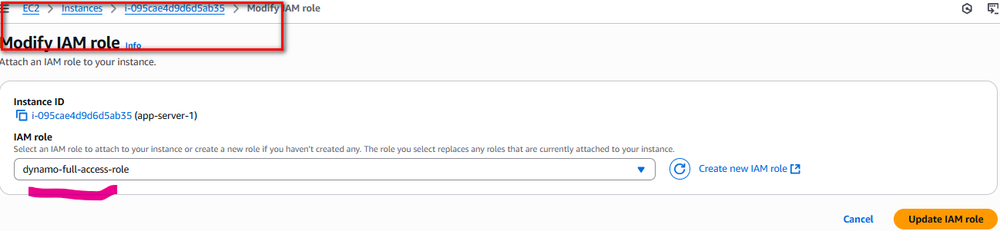 EC2 > Instances > i-095cae4d9d6d5ab35 > Modify IAM role
Modify IAM role Info
Attach an IAM role to your instance.
Instance ID
i-095cae4d9d6d5ab35 (app-server-1)
IAM role
Select an IAM role to attach to your instance or create a new role if you haven't created any. The role you select replaces any roles that are currently attached to your instance.
dynamo-full-access-role
Create new IAM role
Cancel
Update IAM role